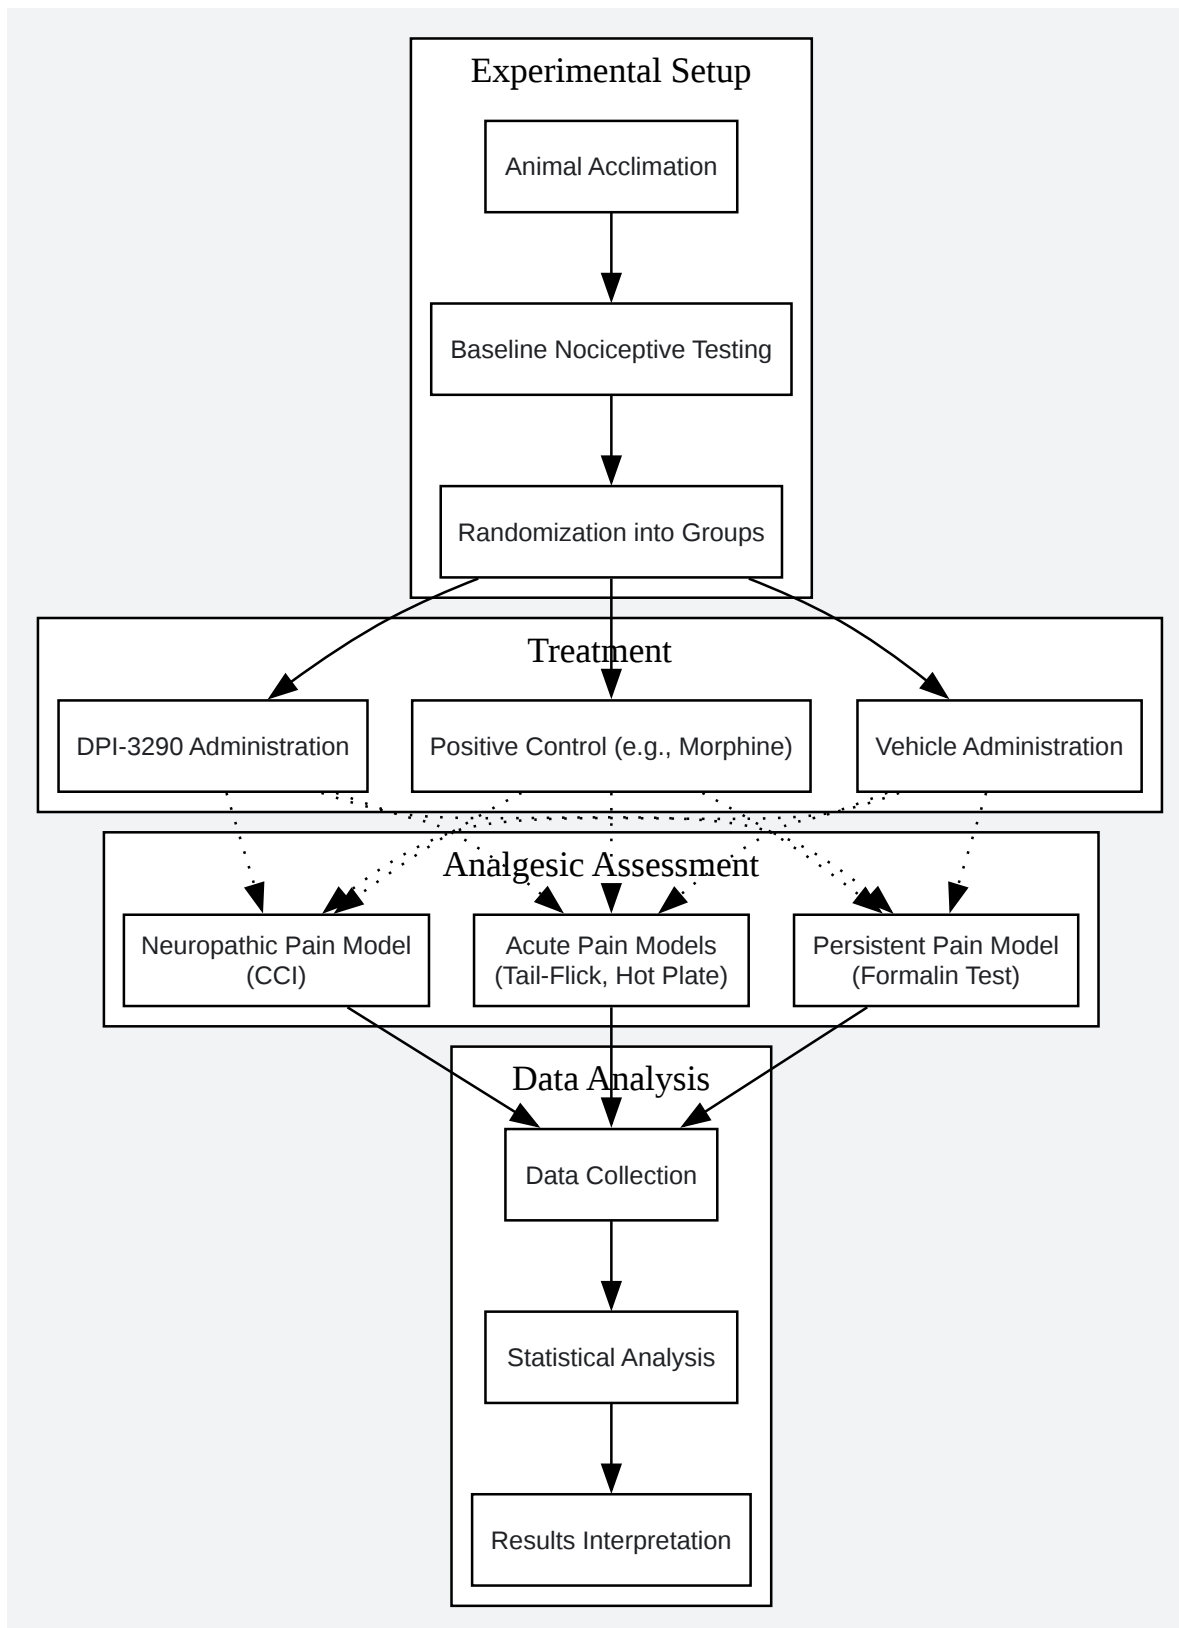 Experimental Setup
Animal Acclimation
Baseline Nociceptive Testing
Randomization into Groups
Treatment
DPI-3290 Administration
Positive Control (e.g., Morphine)
Vehicle Administration
Analgesic Assessment
Neuropathic Pain Model
(CCI)
Acute Pain Models
(Tail-Flick, Hot Plate)
Persistent Pain Model
(Formalin Test)
Data Analysis
Data Collection
Statistical Analysis
Results Interpretation